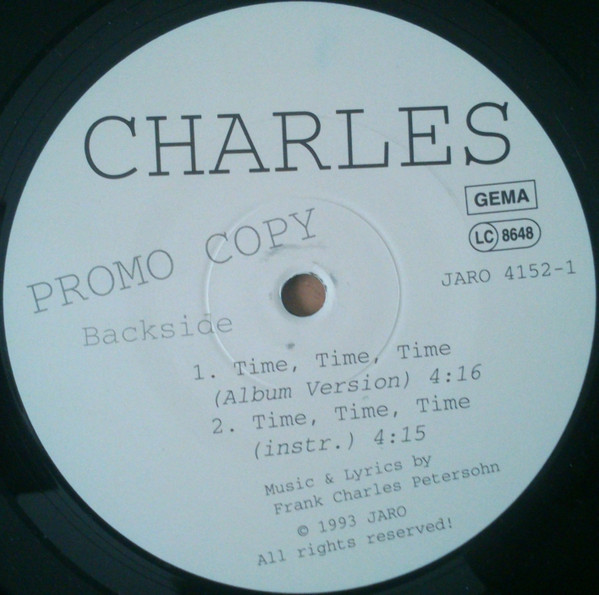 CHARLES
GEMA
LC 8648
PROMO COPY
JARO 4152-1
Backside
1. Time, Time, Time
(Album Version) 4:16
2. Time, Time, Time
(instr.) 4:15
Music & Lyrics by
Frank Charles Petersohn
© 1993 JARO
All rights reserved!